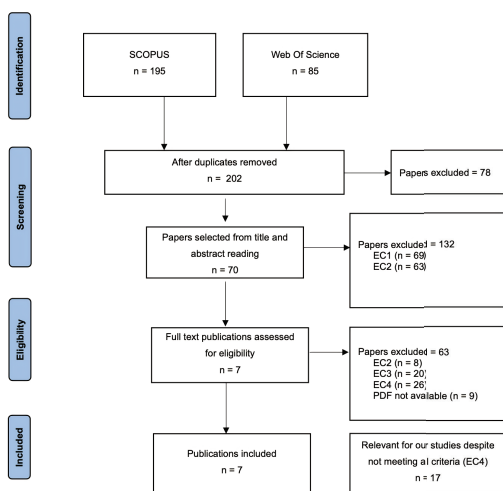 Identification
SCOPUS
n = 195
Web Of Science
n = 85
Screening
After duplicates removed
n = 202
Papers excluded = 78
Papers selected from title and
abstract reading
n = 70
Papers excluded = 132
EC1 (n = 69)
EC2 (n = 63)
Eligibility
Full text publications assessed
for eligibility
n = 7
Papers excluded = 63
EC2 (n = 8)
EC3 (n = 20)
EC4 (n = 26)
PDF not available (n = 9)
Included
Publications included
n = 7
Relevant for our studies despite
not meeting al criteria (EC4)
n = 17